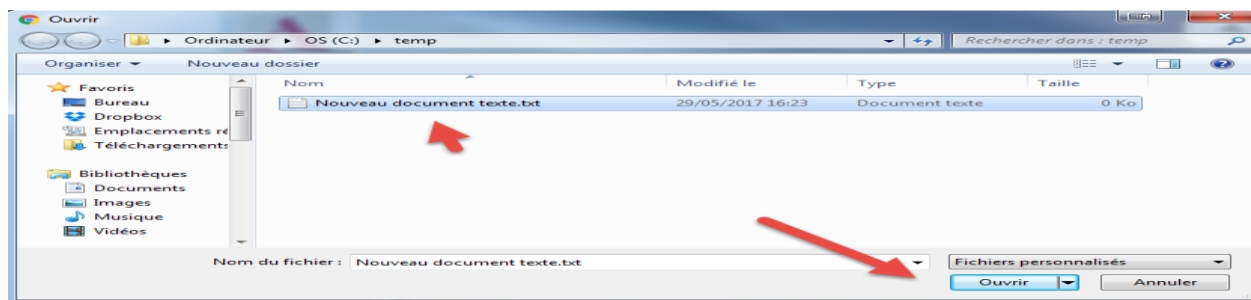 Ouvrir
Ordinateur ▸ OS (C:) ▸ temp
Rechercher dans : temp
Organiser Nouveau dossier
Nom Modifié le Type Taille
Favoris
Nouveau document texte.txt 29/05/2017 16:23 Document texte 0 Ko
Bureau
Dropbox
Emplacements ré
Téléchargements
Bibliothèques
Documents
Images
Musique
Vidéos
Nom du fichier : Nouveau document texte.txt Fichiers personnalisés
Ouvrir Annuler